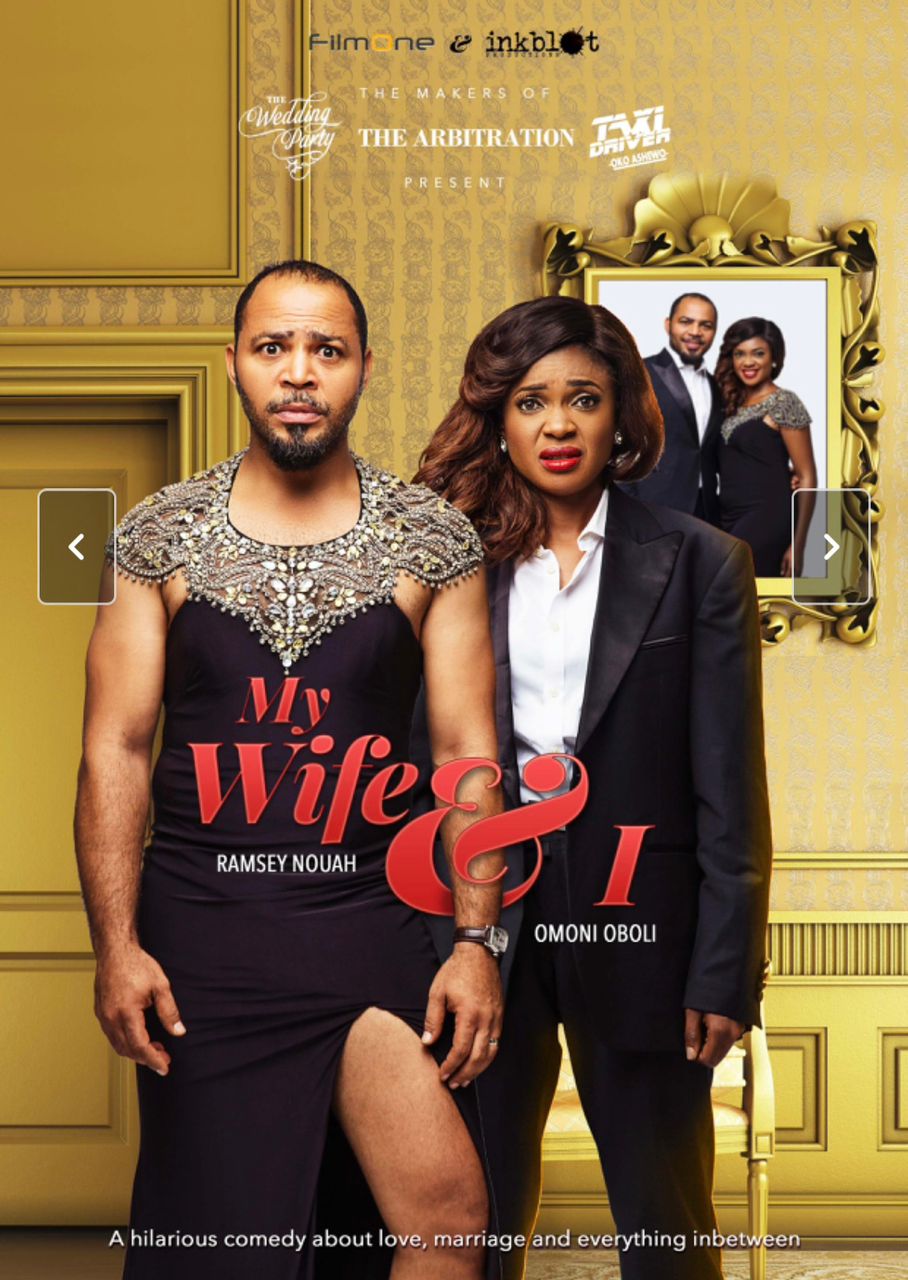 FilmOne & inkblot
PRODUCTIONS
THE MAKERS OF
THE Wedding Party
THE ARBITRATION
TAXI DRIVER
-OKO ASHEWO-
PRESENT
My
Wife &
I
RAMSEY NOUAH
OMONI OBOLI
A hilarious comedy about love, marriage and everything inbetween